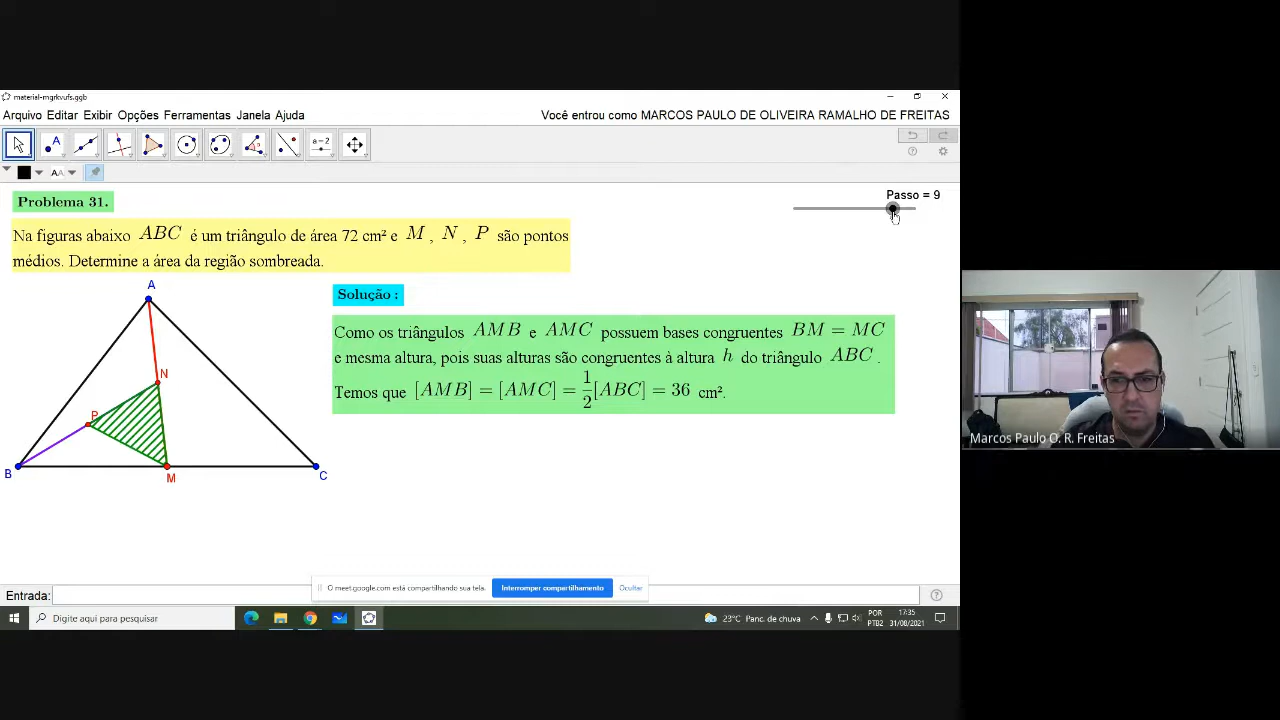 material-mgrkvufs.ggb
Arquivo Editar Exibir Opções Ferramentas Janela Ajuda
Você entrou como MARCOS PAULO DE OLIVEIRA RAMALHO DE FREITAS
A
a = 2
AA
Problema 31.
Passo = 9
Na figuras abaixo ABC é um triângulo de área 72 cm² e M , N , P são pontos
médios. Determine a área da região sombreada.
Solução :
Como os triângulos AMB e AMC possuem bases congruentes BM = MC
e mesma altura, pois suas alturas são congruentes à altura h do triângulo ABC .
Temos que [AMB] = [AMC] = 1/2[ABC] = 36 cm².
A
N
P
B
M
C
Marcos Paulo O. R. Freitas
O meet.google.com está compartilhando sua tela.
Interromper compartilhamento
Ocultar
Entrada:
Digite aqui para pesquisar
23°C Panc. de chuva
POR
PTB2
17:35
31/08/2021